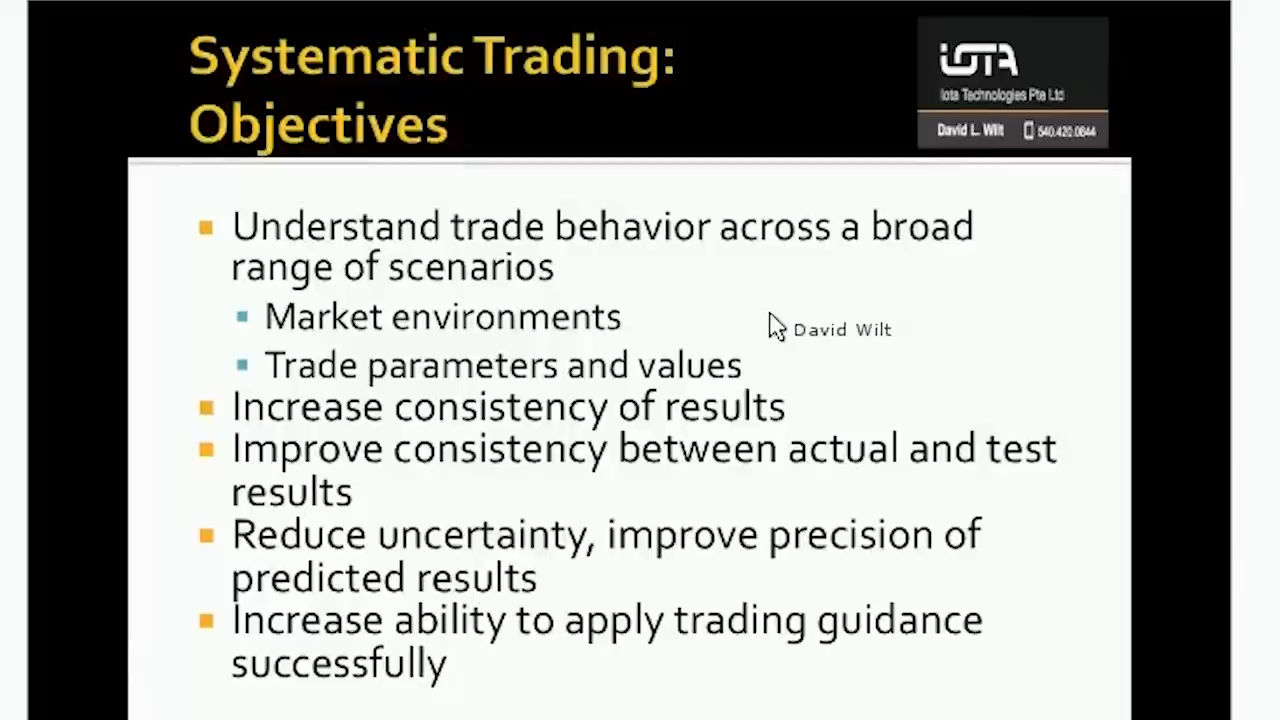 Systematic Trading:
Objectives
IOTA
Iota Technologies Pte Ltd
David L. Wilt 540.420.0844
Understand trade behavior across a broad
range of scenarios
Market environments
David Wilt
Trade parameters and values
Increase consistency of results
Improve consistency between actual and test
results
Reduce uncertainty, improve precision of
predicted results
Increase ability to apply trading guidance
successfully